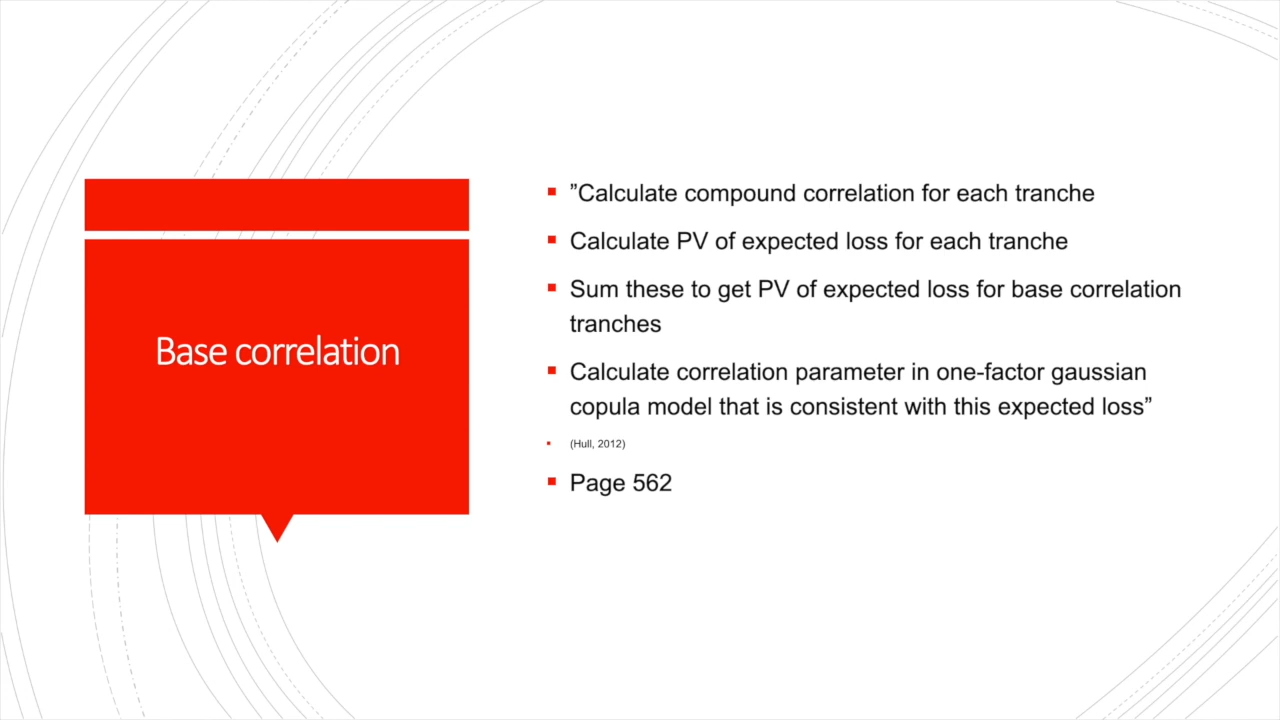 Base correlation
”Calculate compound correlation for each tranche
Calculate PV of expected loss for each tranche
Sum these to get PV of expected loss for base correlation
tranches
Calculate correlation parameter in one-factor gaussian
copula model that is consistent with this expected loss”
(Hull, 2012)
Page 562